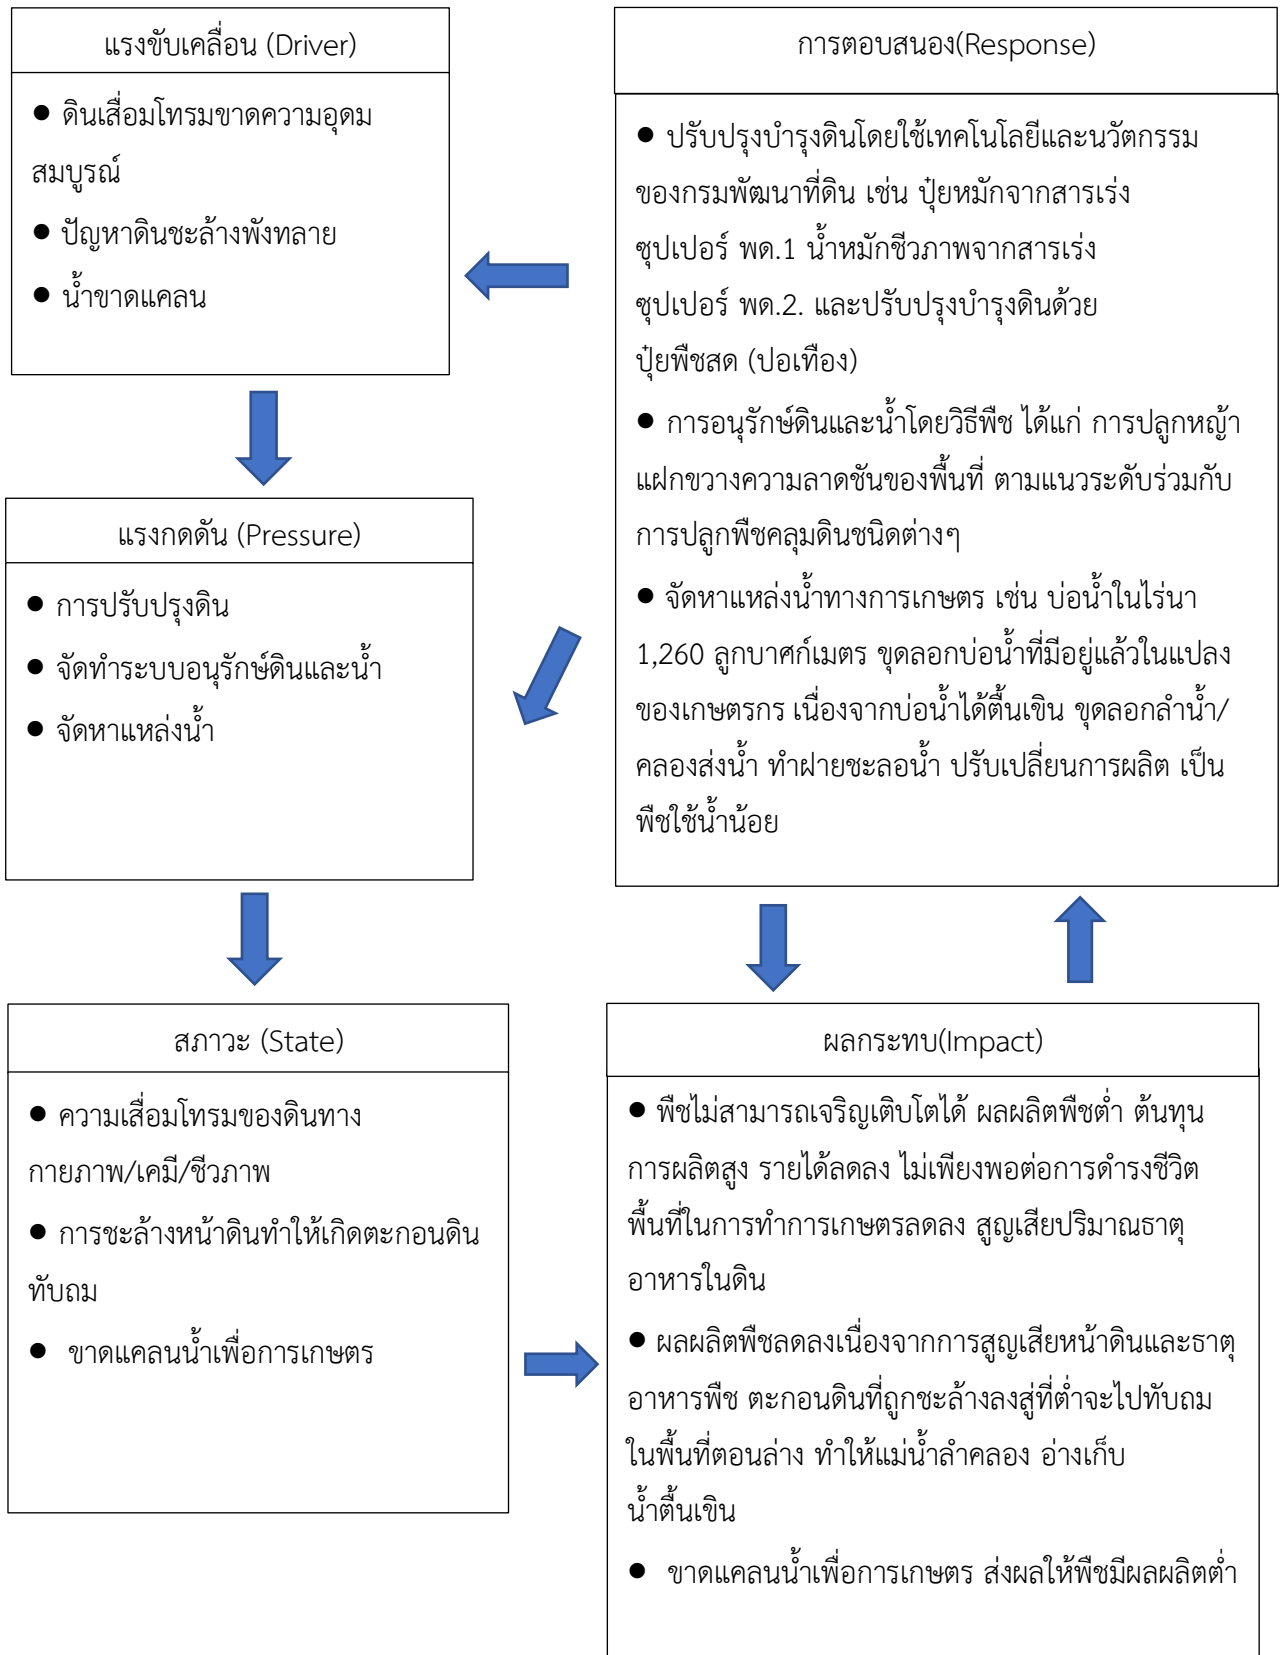 แรงขับเคลื่อน (Driver)
● ดินเสื่อมโทรมขาดความอุดม
สมบูรณ์
● ปัญหาดินชะล้างพังทลาย
● น้ำขาดแคลน
การตอบสนอง(Response)
● ปรับปรุงบำรุงดินโดยใช้เทคโนโลยีและนวัตกรรม
ของกรมพัฒนาที่ดิน เช่น ปุ๋ยหมักจากสารเร่ง
ซุปเปอร์ พด.1 น้ำหมักชีวภาพจากสารเร่ง
ซุปเปอร์ พด.2. และปรับปรุงบำรุงดินด้วย
ปุ๋ยพืชสด (ปอเทือง)
● การอนุรักษ์ดินและน้ำโดยวิธีพืช ได้แก่ การปลูกหญ้า
แฝกขวางความลาดชันของพื้นที่ ตามแนวระดับร่วมกับ
การปลูกพืชคลุมดินชนิดต่างๆ
● จัดหาแหล่งน้ำทางการเกษตร เช่น บ่อน้ำในไร่นา
1,260 ลูกบาศก์เมตร ขุดลอกบ่อน้ำที่มีอยู่แล้วในแปลง
ของเกษตรกร เนื่องจากบ่อน้ำได้ตื้นเขิน ขุดลอกลำน้ำ/
คลองส่งน้ำ ทำฝายชะลอน้ำ ปรับเปลี่ยนการผลิต เป็น
พืชใช้น้ำน้อย
แรงกดดัน (Pressure)
● การปรับปรุงดิน
● จัดทำระบบอนุรักษ์ดินและน้ำ
● จัดหาแหล่งน้ำ
สภาวะ (State)
● ความเสื่อมโทรมของดินทาง
กายภาพ/เคมี/ชีวภาพ
● การชะล้างหน้าดินทำให้เกิดตะกอนดิน
ทับถม
● ขาดแคลนน้ำเพื่อการเกษตร
ผลกระทบ(Impact)
● พืชไม่สามารถเจริญเติบโตได้ ผลผลิตพืชต่ำ ต้นทุน
การผลิตสูง รายได้ลดลง ไม่เพียงพอต่อการดำรงชีวิต
พื้นที่ในการทำการเกษตรลดลง สูญเสียปริมาณธาตุ
อาหารในดิน
● ผลผลิตพืชลดลงเนื่องจากการสูญเสียหน้าดินและธาตุ
อาหารพืช ตะกอนดินที่ถูกชะล้างลงสู่ที่ต่ำจะไปทับถม
ในพื้นที่ตอนล่าง ทำให้แม่น้ำลำคลอง อ่างเก็บ
น้ำตื้นเขิน
● ขาดแคลนน้ำเพื่อการเกษตร ส่งผลให้พืชมีผลผลิตต่ำ